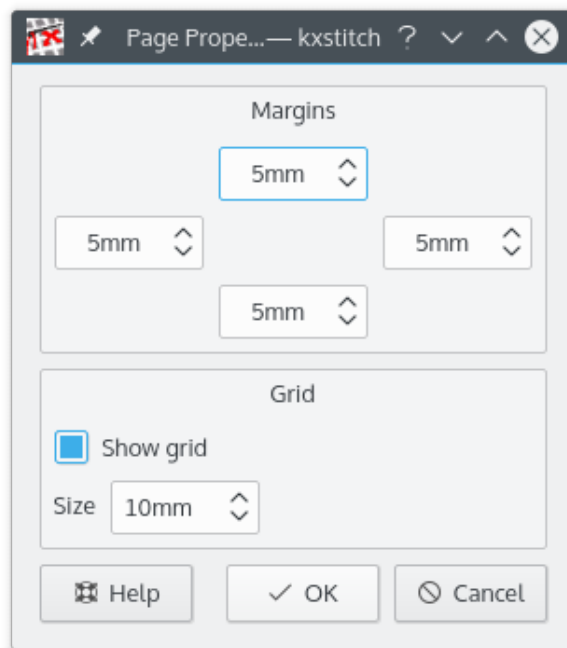 Page Prope...— kxstitch ?
Margins
5mm
5mm 5mm
5mm
Grid
Show grid
Size 10mm
Help OK Cancel